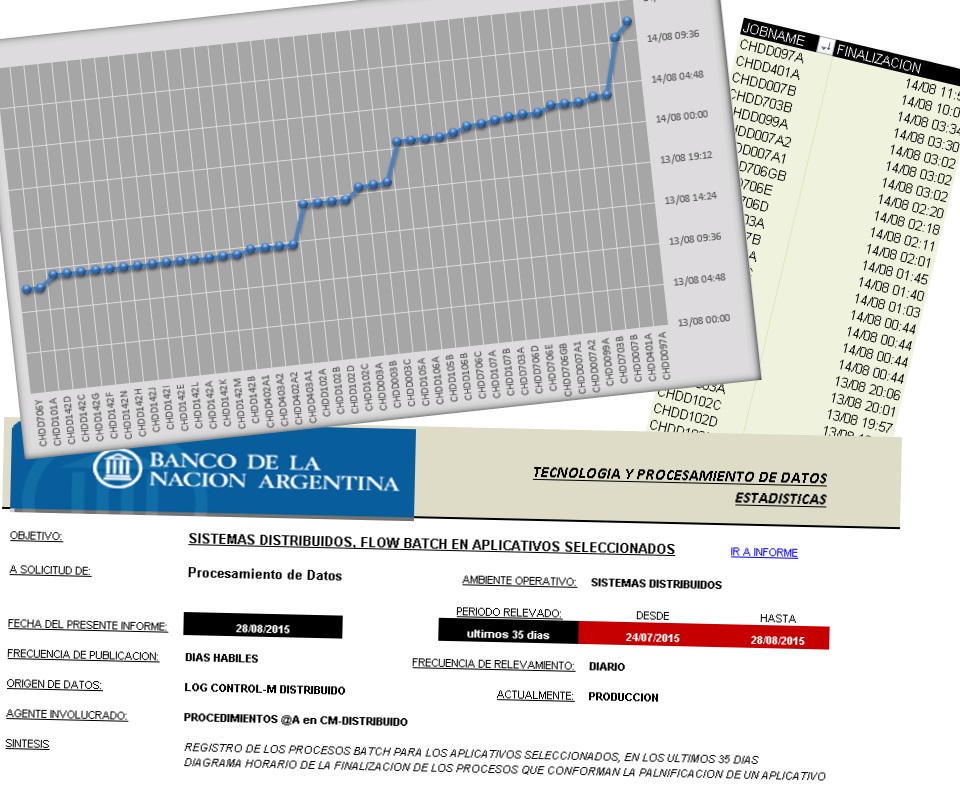 14/08 09:36
14/08 04:48
14/08 00:00
13/08 19:12
13/08 14:24
13/08 09:36
13/08 04:48
13/08 00:00
CHDD706Y
CHDD101A
CHDD142D
CHDD142C
CHDD142G
CHDD142F
CHDD142N
CHDD142H
CHDD142J
CHDD142I
CHDD142E
CHDD142L
CHDD142A
CHDD142K
CHDD142M
CHDD142B
CHDD402A1
CHDD403A2
CHDD402A2
CHDD403A1
CHDD102A
CHDD102B
CHDD102D
CHDD102C
CHDD003A
CHDD003B
CHDD003C
CHDD105A
CHDD106A
CHDD105B
CHDD106B
CHDD706C
CHDD107A
CHDD107B
CHDD703A
CHDD706D
CHDD706E
CHDD706GB
CHDD007A1
CHDD007A2
CHDD099A
CHDD703B
CHDD007B
CHDD401A
CHDD097A
JOBNAME FINALIZACION
CHDD097A 14/08 11:5
CHDD401A 14/08 10:0
CHDD007B 14/08 03:34
CHDD703B 14/08 03:30
HDD099A 14/08 03:02
HDD007A2 14/08 03:02
DD007A1 14/08 03:02
D706GB 14/08 02:20
706E 14/08 02:18
706D 14/08 02:11
03A 14/08 02:01
7B 14/08 01:45
A 14/08 01:40
14/08 01:03
14/08 00:44
14/08 00:44
14/08 00:44
14/08 00:44
03A 13/08 20:06
CHDD102C 13/08 20:01
CHDD102D 13/08 19:57
BANCO DE LA
NACION ARGENTINA
TECNOLOGIA Y PROCESAMIENTO DE DATOS
ESTADISTICAS
OBJETIVO: SISTEMAS DISTRIBUIDOS, FLOW BATCH EN APLICATIVOS SELECCIONADOS IR A INFORME
A SOLICITUD DE: Procesamiento de Datos AMBIENTE OPERATIVO: SISTEMAS DISTRIBUIDOS
PERIODO RELEVADO: DESDE HASTA
FECHA DEL PRESENTE INFORME: 28/08/2015 ultimos 35 dias 24/07/2015 28/08/2015
FRECUENCIA DE PUBLICACION: DIAS HABILES FRECUENCIA DE RELEVAMIENTO: DIARIO
ORIGEN DE DATOS: LOG CONTROL-M DISTRIBUIDO ACTUALMENTE: PRODUCCION
AGENTE INVOLUCRADO: PROCEDIMIENTOS @A en CM-DISTRIBUIDO
SINTESIS REGISTRO DE LOS PROCESOS BATCH PARA LOS APLICATIVOS SELECCIONADOS, EN LOS ULTIMOS 35 DIAS
DIAGRAMA HORARIO DE LA FINALIZACION DE LOS PROCESOS QUE CONFORMAN LA PALNIFICACION DE UN APLICATIVO